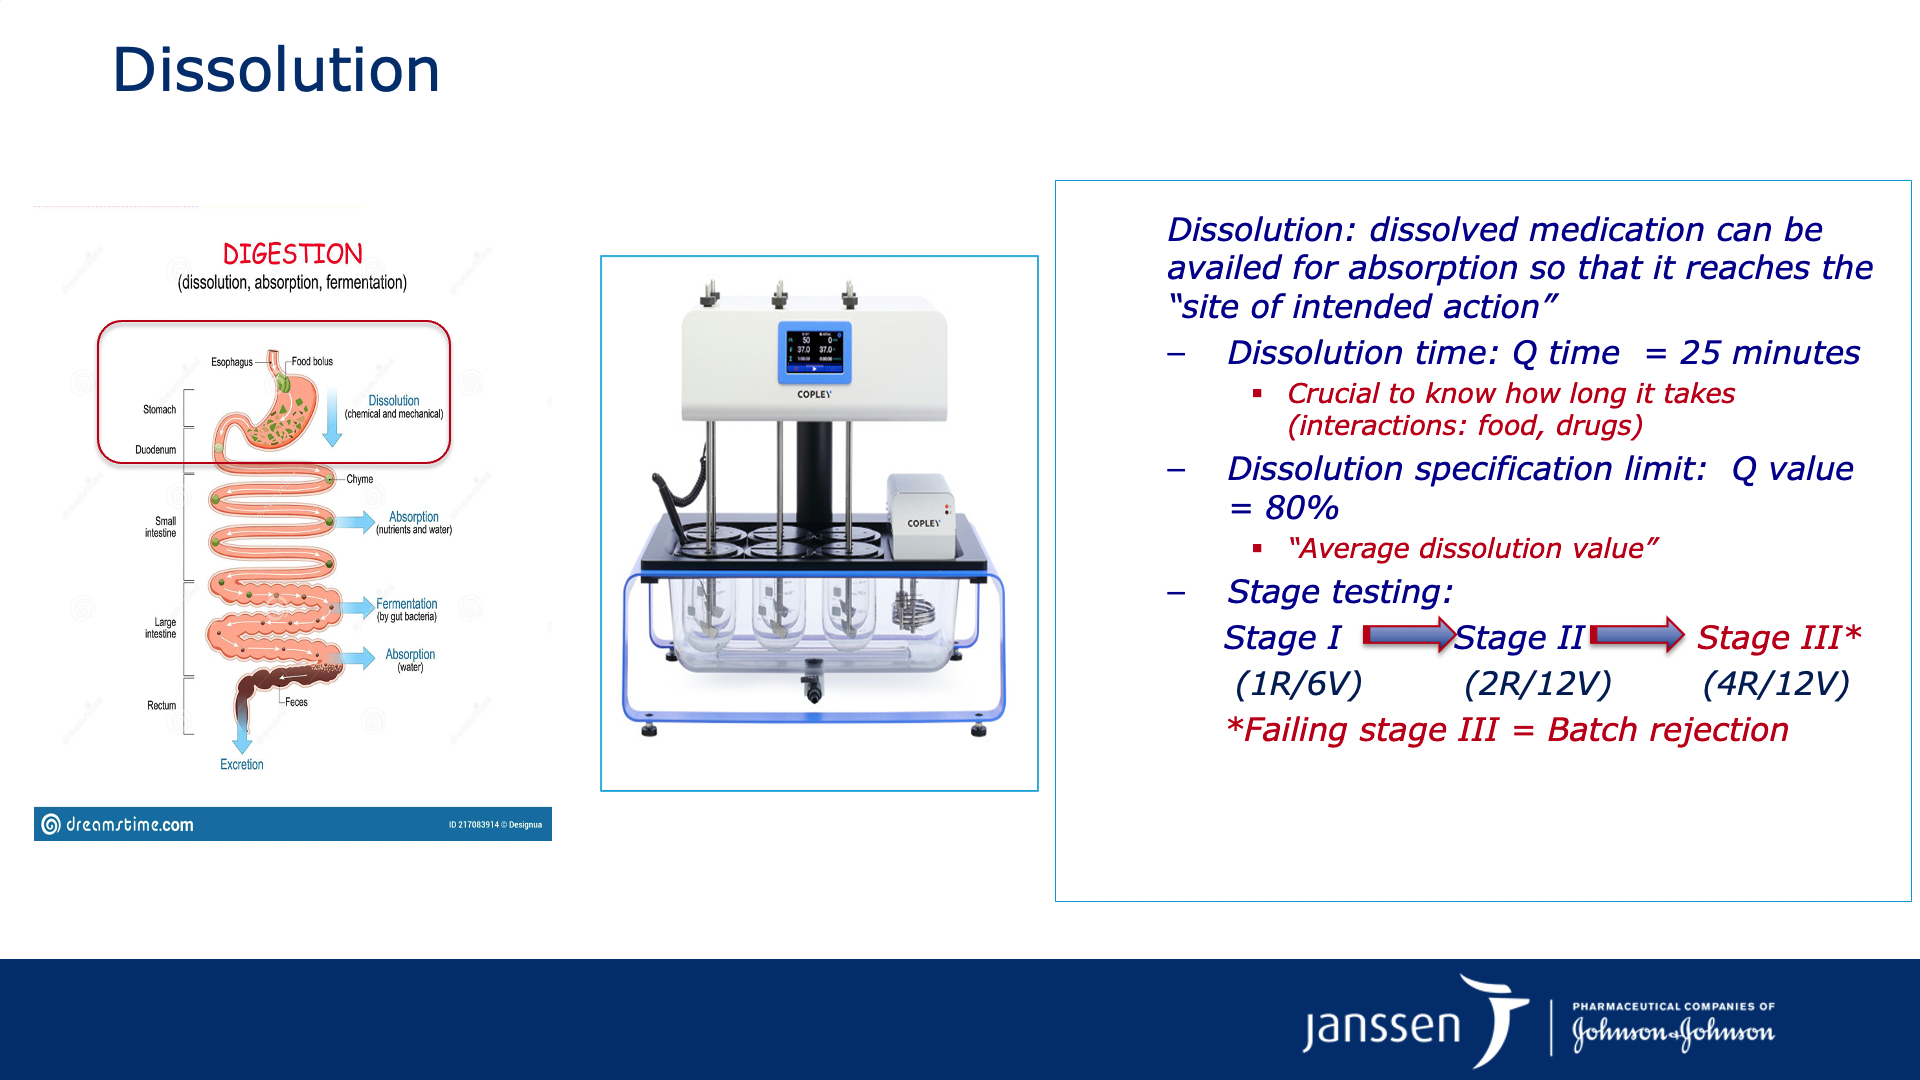 Dissolution
DIGESTION
(dissolution, absorption, fermentation)
Esophagus
Food bolus
Stomach
Dissolution
(chemical and mechanical)
Duodenum
Chyme
Small
intestine
Absorption
(nutrients and water)
Fermentation
(by gut bacteria)
Large
intestine
Absorption
(water)
Rectum
Feces
Excretion
dreamstime.com
ID 217083914 © Designua
50 0
37.0 37.0
COPLEY
COPLEY
Dissolution: dissolved medication can be
availed for absorption so that it reaches the
“site of intended action”
– Dissolution time: Q time = 25 minutes
▪ Crucial to know how long it takes
(interactions: food, drugs)
– Dissolution specification limit: Q value
= 80%
▪ “Average dissolution value”
– Stage testing:
Stage I Stage II Stage III*
(1R/6V) (2R/12V) (4R/12V)
*Failing stage III = Batch rejection
janssen
PHARMACEUTICAL COMPANIES OF
Johnson & Johnson